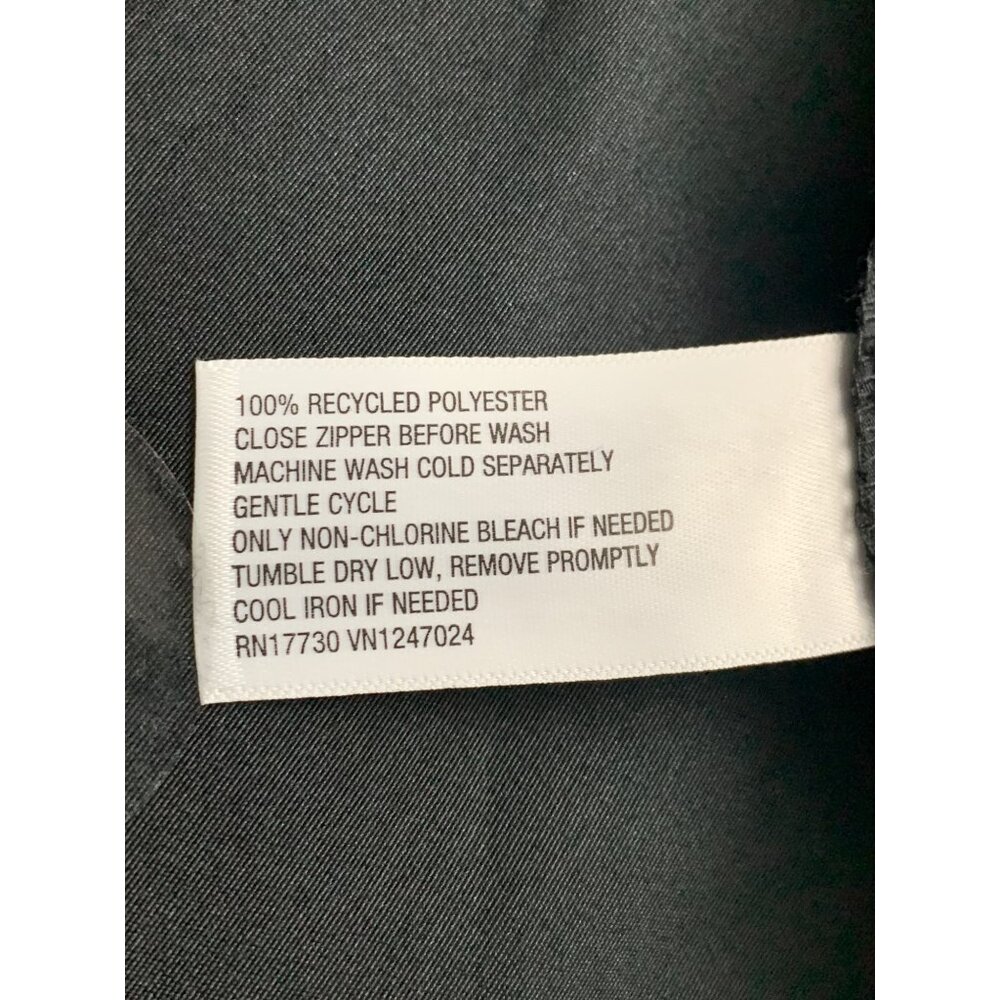 100% RECYCLED POLYESTER
CLOSE ZIPPER BEFORE WASH
MACHINE WASH COLD SEPARATELY
GENTLE CYCLE
ONLY NON-CHLORINE BLEACH IF NEEDED
TUMBLE DRY LOW, REMOVE PROMPTLY
COOL IRON IF NEEDED
RN17730 VN1247024